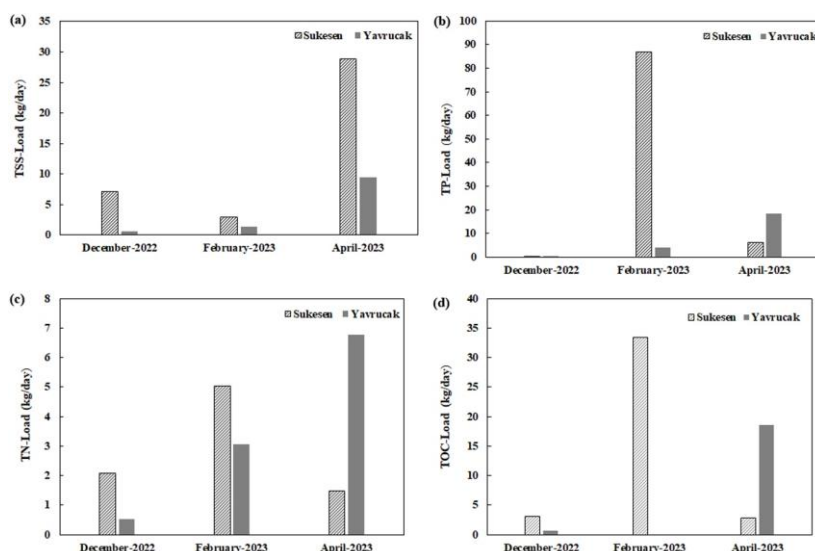 (a)
Sukesen Yavrucak
TSS-Load (kg/day)
35
30
25
20
15
10
5
0
December-2022 February-2023 April-2023
(b)
Sukesen Yavrucak
TP-Load (kg/day)
100
90
80
70
60
50
40
30
20
10
0
December-2022 February-2023 April-2023
(c)
Sukesen Yavrucak
TN-Load (kg/day)
8
7
6
5
4
3
2
1
0
December-2022 February-2023 April-2023
(d)
Sukesen Yavrucak
TOC-Load (kg/day)
40
35
30
25
20
15
10
5
0
December-2022 February-2023 April-2023